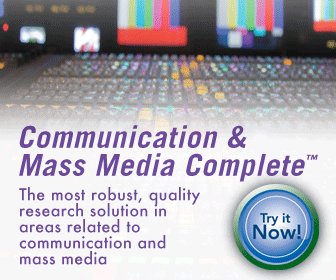 Communication &
Mass Media Complete™
The most robust, quality
research solution in
areas related to
communication and
mass media
Try it
Now!